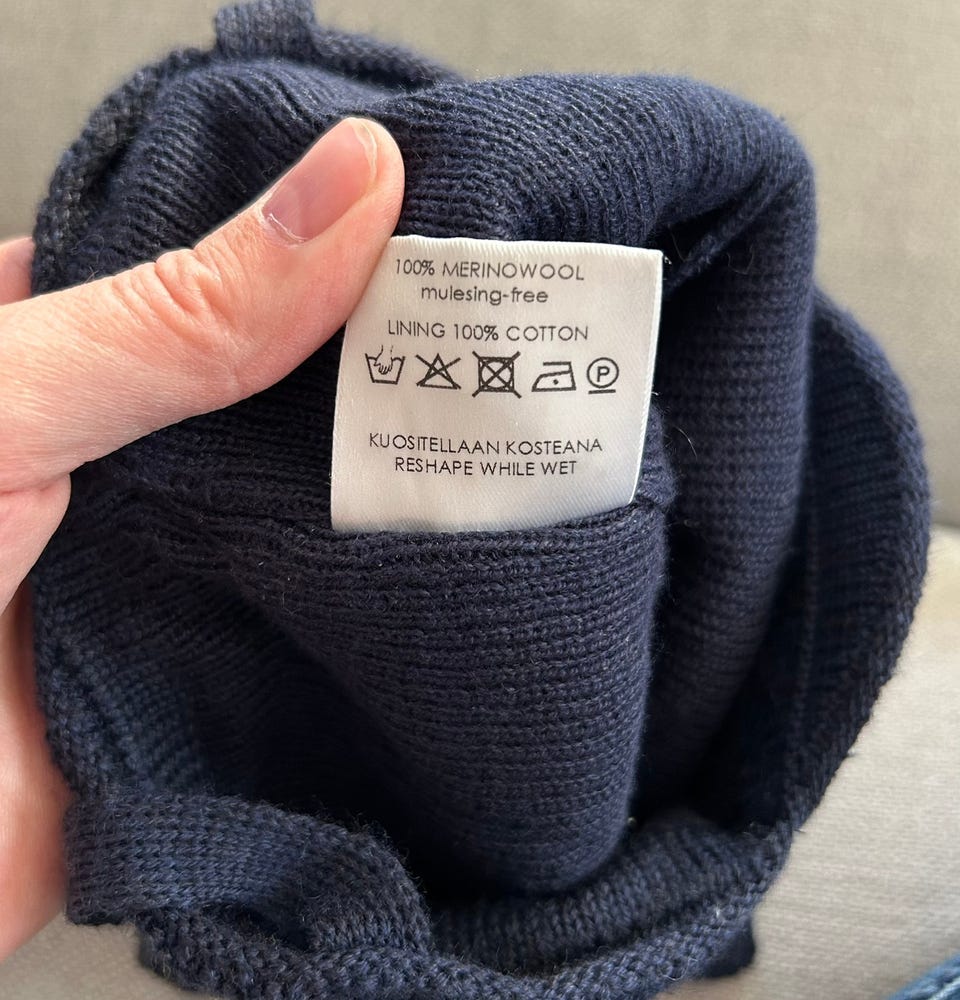 100% MERINOWOOL
mulesing-free
LINING 100% COTTON
P
KUOSITELLAAN KOSTEANA
RESHAPE WHILE WET